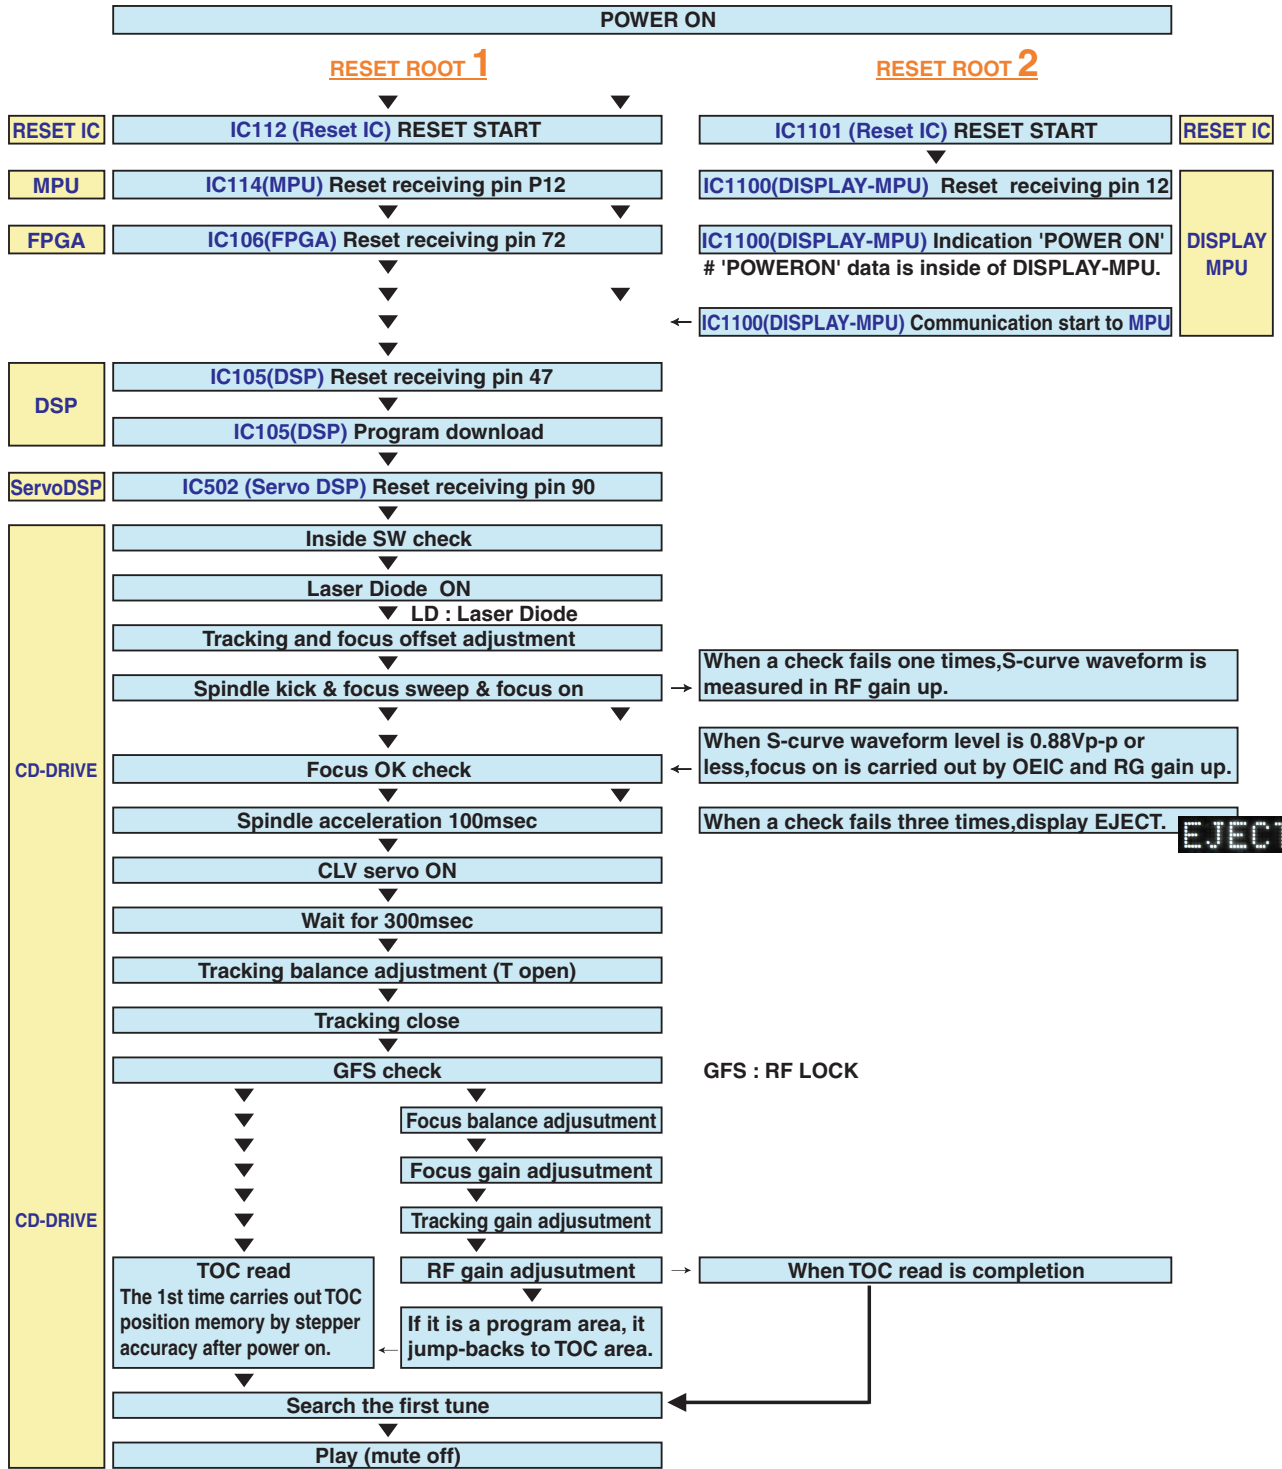 POWER ON
RESET ROOT 1
RESET ROOT 2
RESET IC
IC112 (Reset IC) RESET START
IC1101 (Reset IC) RESET START
RESET IC
MPU
IC114(MPU) Reset receiving pin P12
IC1100(DISPLAY-MPU) Reset receiving pin 12
FPGA
IC106(FPGA) Reset receiving pin 72
IC1100(DISPLAY-MPU) Indication 'POWER ON'
DISPLAY
MPU
# 'POWERON' data is inside of DISPLAY-MPU.
IC1100(DISPLAY-MPU) Communication start to MPU
DSP
IC105(DSP) Reset receiving pin 47
IC105(DSP) Program download
ServoDSP
IC502 (Servo DSP) Reset receiving pin 90
Inside SW check
Laser Diode ON
LD : Laser Diode
Tracking and focus offset adjustment
Spindle kick & focus sweep & focus on
When a check fails one times,S-curve waveform is
measured in RF gain up.
CD-DRIVE
Focus OK check
When S-curve waveform level is 0.88Vp-p or
less,focus on is carried out by OEIC and RG gain up.
Spindle acceleration 100msec
When a check fails three times,display EJECT.
EJECT
CLV servo ON
Wait for 300msec
Tracking balance adjustment (T open)
Tracking close
GFS check
GFS : RF LOCK
Focus balance adjusutment
Focus gain adjusutment
CD-DRIVE
Tracking gain adjusutment
TOC read
The 1st time carries out TOC
position memory by stepper
accuracy after power on.
RF gain adjusutment
When TOC read is completion
If it is a program area, it
jump-backs to TOC area.
Search the first tune
Play (mute off)